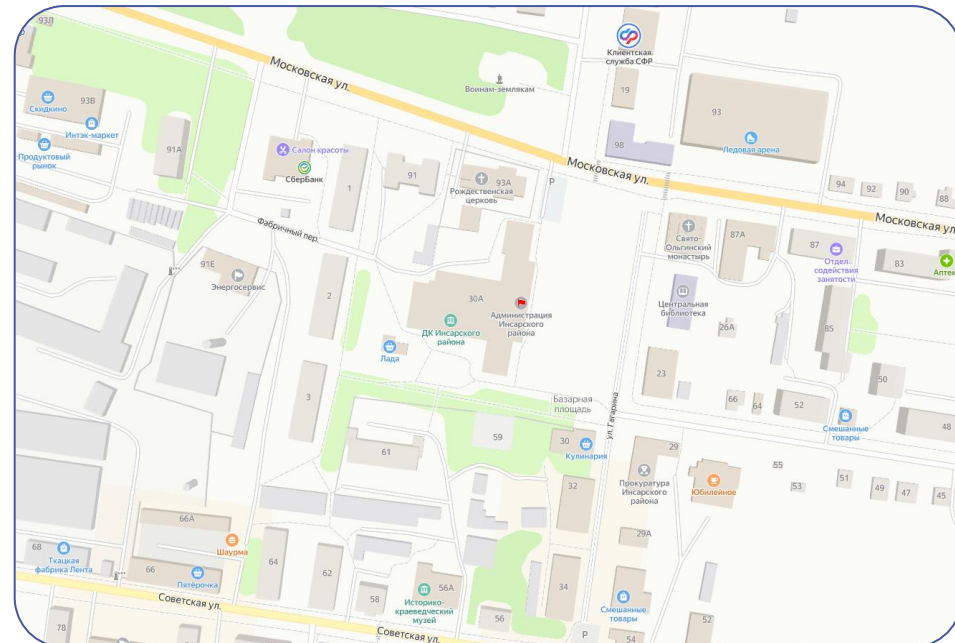 93Л
Московская ул.
93В
Скидкино
Интэк-маркет
Продуктовый
рынок
91А
Салон красоты
СберБанк
1
91
Рождественская
церковь
93А
Воинам-землякам
Клиентская
служба СФР
19
98
93
Ледовая арена
Московская ул.
P
94
92
90
88
Московская ул.
Свято-
Ольгинский
монастырь
87А
87
Отдел
содействия
занятости
83
Аптек
Фабричный пер.
91Е
Энергосервис
2
30А
Администрация
Инсарского
района
ДК Инсарского
района
Лада
Центральная
библиотека
26А
85
23
3
Базарная
площадь
ул. Гагарина
66
64
52
50
48
Смешанные
товары
59
30
Кулинария
61
29
Прокуратура
Инсарского
района
Юбилейное
55
53
51
49
47
45
32
29А
66А
Шаурма
68
Ткацкая
фабрика Лента
66
Пятёрочка
64
62
58
56А
Историко-
краеведческий
музей
34
Смешанные
товары
Советская ул.
78
Советская ул.
56
P
54
52